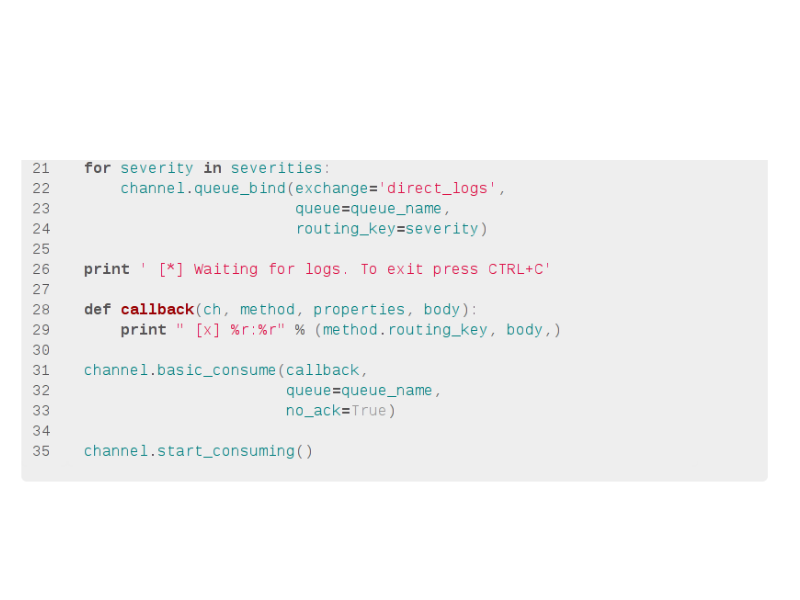 21    for severity in severities:
22        channel.queue_bind(exchange='direct_logs',
23                           queue=queue_name,
24                           routing_key=severity)
25
26    print ' [*] Waiting for logs. To exit press CTRL+C'
27
28    def callback(ch, method, properties, body):
29        print " [x] %r:%r" % (method.routing_key, body,)
30
31    channel.basic_consume(callback,
32                          queue=queue_name,
33                          no_ack=True)
34
35    channel.start_consuming()